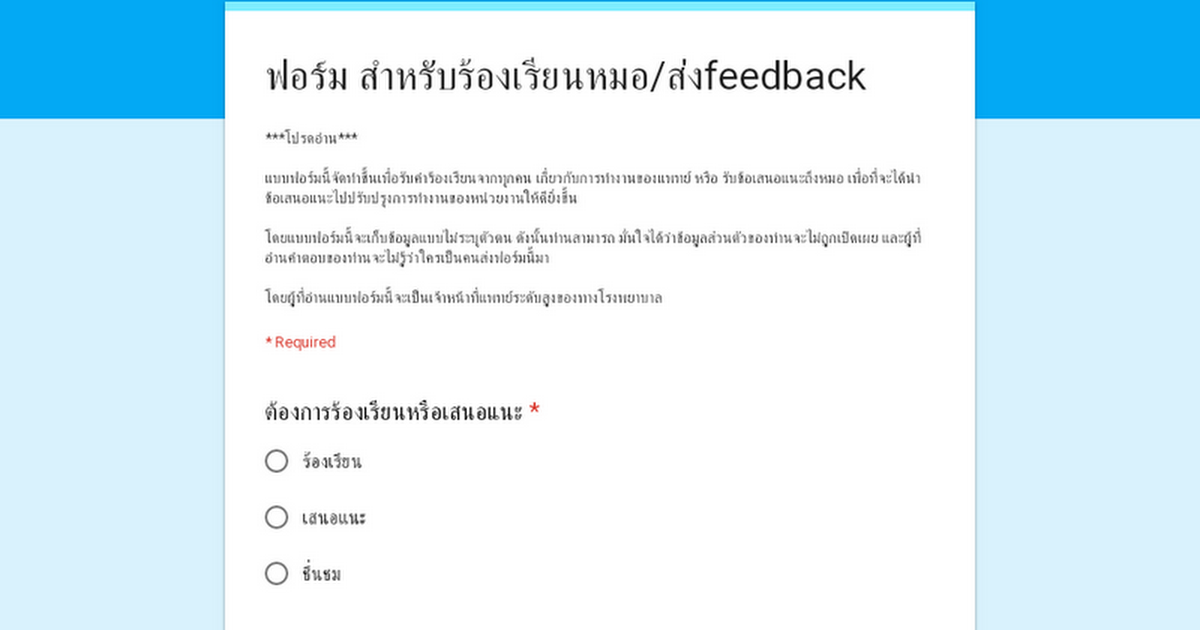 ฟอร์ม สำหรับร้องเรียนหมอ/ส่งfeedback
***โปรดอ่าน***
แบบฟอร์มนี้จัดทำขึ้นเพื่อรับคำร้องเรียนจากทุกคน เกี่ยวกับการทำงานของแพทย์ หรือ รับข้อเสนอแนะถึงหมอ เพื่อที่จะได้นำ
ข้อเสนอแนะไปปรับปรุงการทำงานของหน่วยงานให้ดียิ่งขึ้น
โดยแบบฟอร์มนี้จะเก็บข้อมูลแบบไม่ระบุตัวตน ดังนั้นท่านสามารถ มั่นใจได้ว่าข้อมูลส่วนตัวของท่านจะไม่ถูกเปิดเผย และผู้ที่
อ่านคำตอบของท่านจะไม่รู้ว่าใครเป็นคนส่งฟอร์มนี้มา
โดยผู้ที่อ่านแบบฟอร์มนี้ จะเป็นเจ้าหน้าที่แพทย์ระดับสูงของทางโรงพยาบาล
* Required
ต้องการร้องเรียนหรือเสนอแนะ *
ร้องเรียน
เสนอแนะ
ชื่นชม